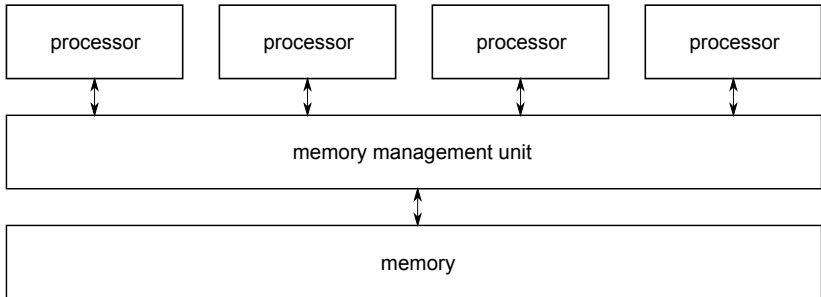 processor processor processor processor
memory management unit
memory